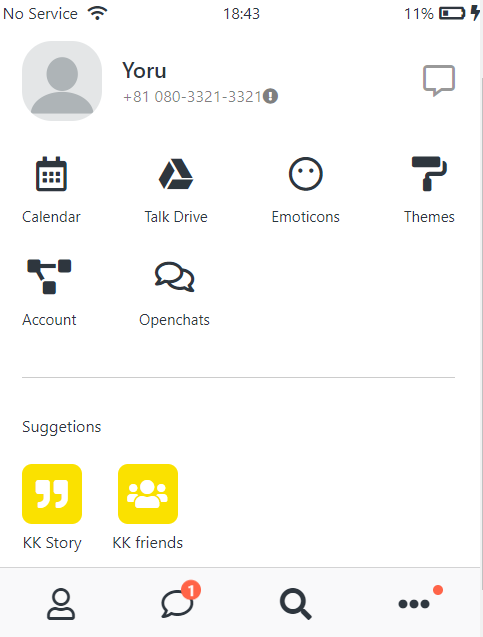 No Service 18:43 11%
Yoru
+81 080-3321-3321
Calendar Talk Drive Emoticons Themes
Account Openchats
Suggetions
KK Story KK friends
1